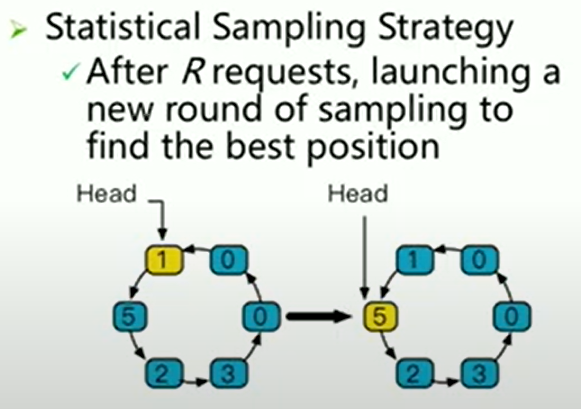 Statistical Sampling Strategy
After R requests, launching a
new round of sampling to
find the best position
Head Head
1 0 1 0
5 0 5 0
2 3 2 3